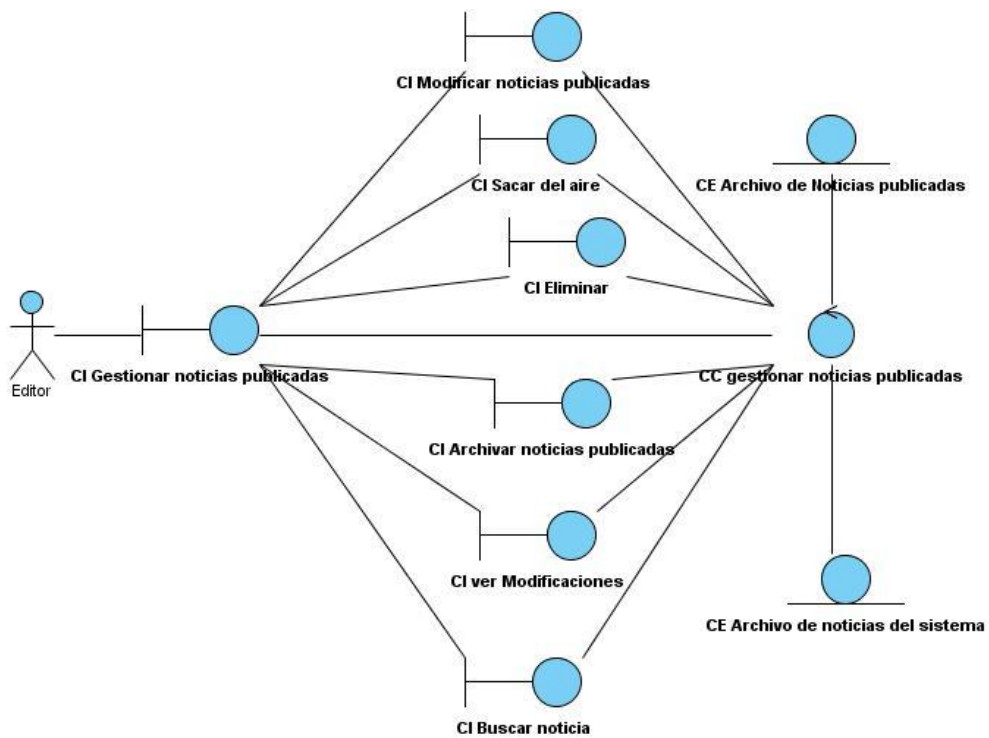 CI Modificar noticias publicadas
CI Sacar del aire
CE Archivo de Noticias publicadas
CI Eliminar
Editor
CI Gestionar noticias publicadas
CC gestionar noticias publicadas
CI Archivar noticias publicadas
CI ver Modificaciones
CE Archivo de noticias del sistema
CI Buscar noticia